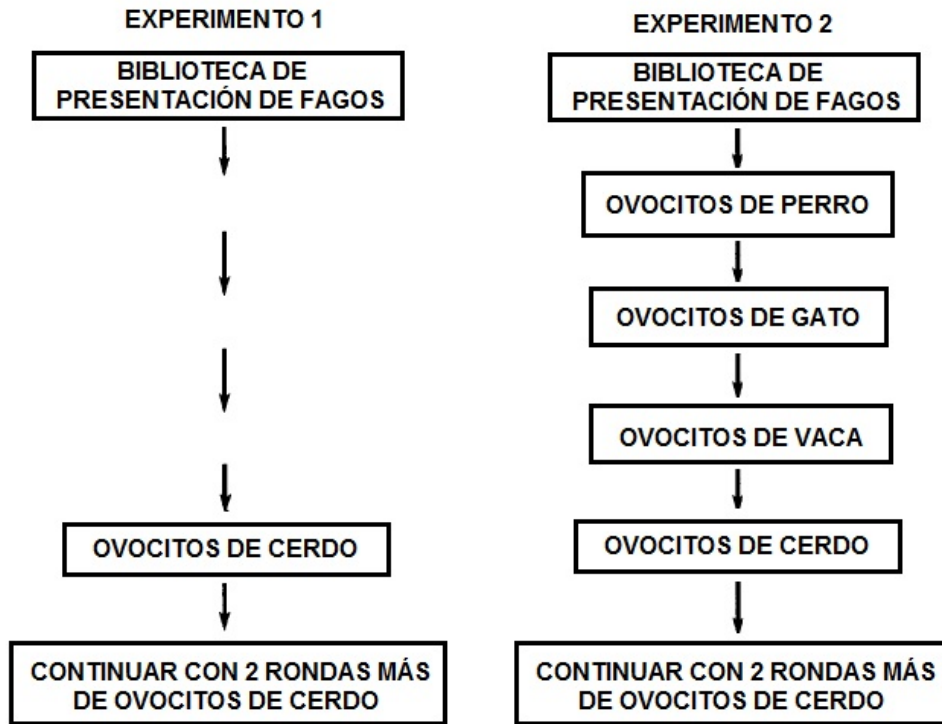 EXPERIMENTO 1
BIBLIOTECA DE
PRESENTACIÓN DE FAGOS
OVOCITOS DE CERDO
CONTINUAR CON 2 RONDAS MÁS
DE OVOCITOS DE CERDO
EXPERIMENTO 2
BIBLIOTECA DE
PRESENTACIÓN DE FAGOS
OVOCITOS DE PERRO
OVOCITOS DE GATO
OVOCITOS DE VACA
OVOCITOS DE CERDO
CONTINUAR CON 2 RONDAS MÁS
DE OVOCITOS DE CERDO